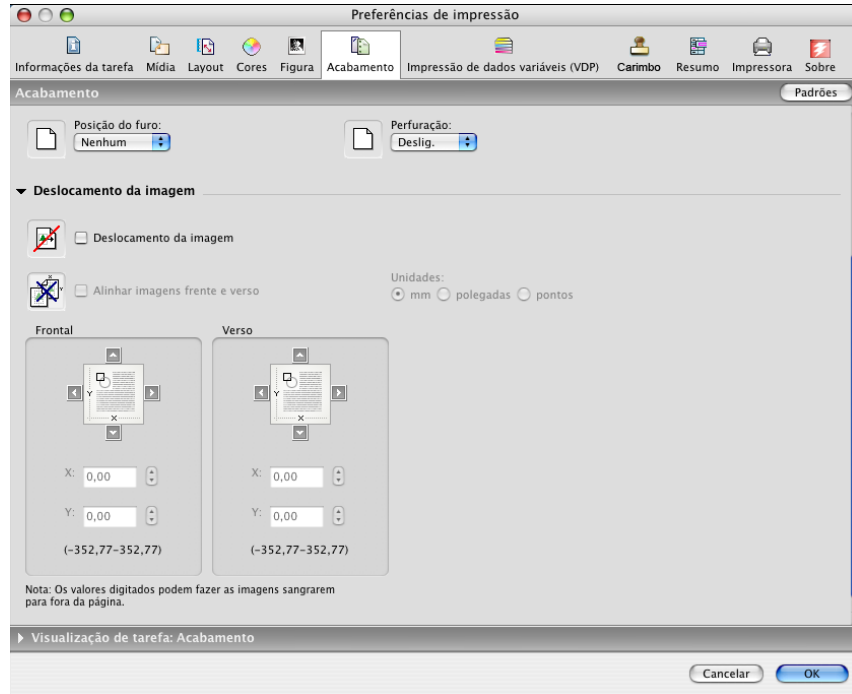 Preferências de impressão
Informações da tarefa Mídia Layout Cores Figura Acabamento Impressão de dados variáveis (VDP) Carimbo Resumo Impressora Sobre
Acabamento Padrões
Posição do furo: Perfuração:
Nenhum Deslig.
Deslocamento da imagem
Deslocamento da imagem
Unidades:
Alinhar imagens frente e verso mm polegadas pontos
Frontal Verso
Y Y
X X
X: 0,00 X: 0,00
Y: 0,00 Y: 0,00
(-352,77-352,77) (-352,77-352,77)
Nota: Os valores digitados podem fazer as imagens sangrarem
para fora da página.
Visualização de tarefa: Acabamento
Cancelar OK